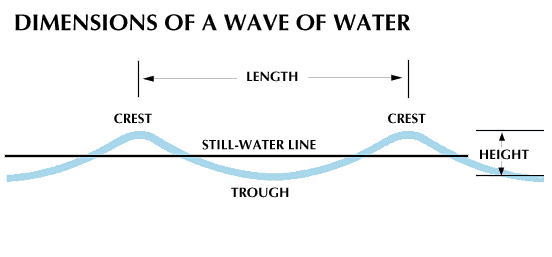 DIMENSIONS OF A WAVE OF WATER
LENGTH
CREST
CREST
STILL-WATER LINE
HEIGHT
TROUGH